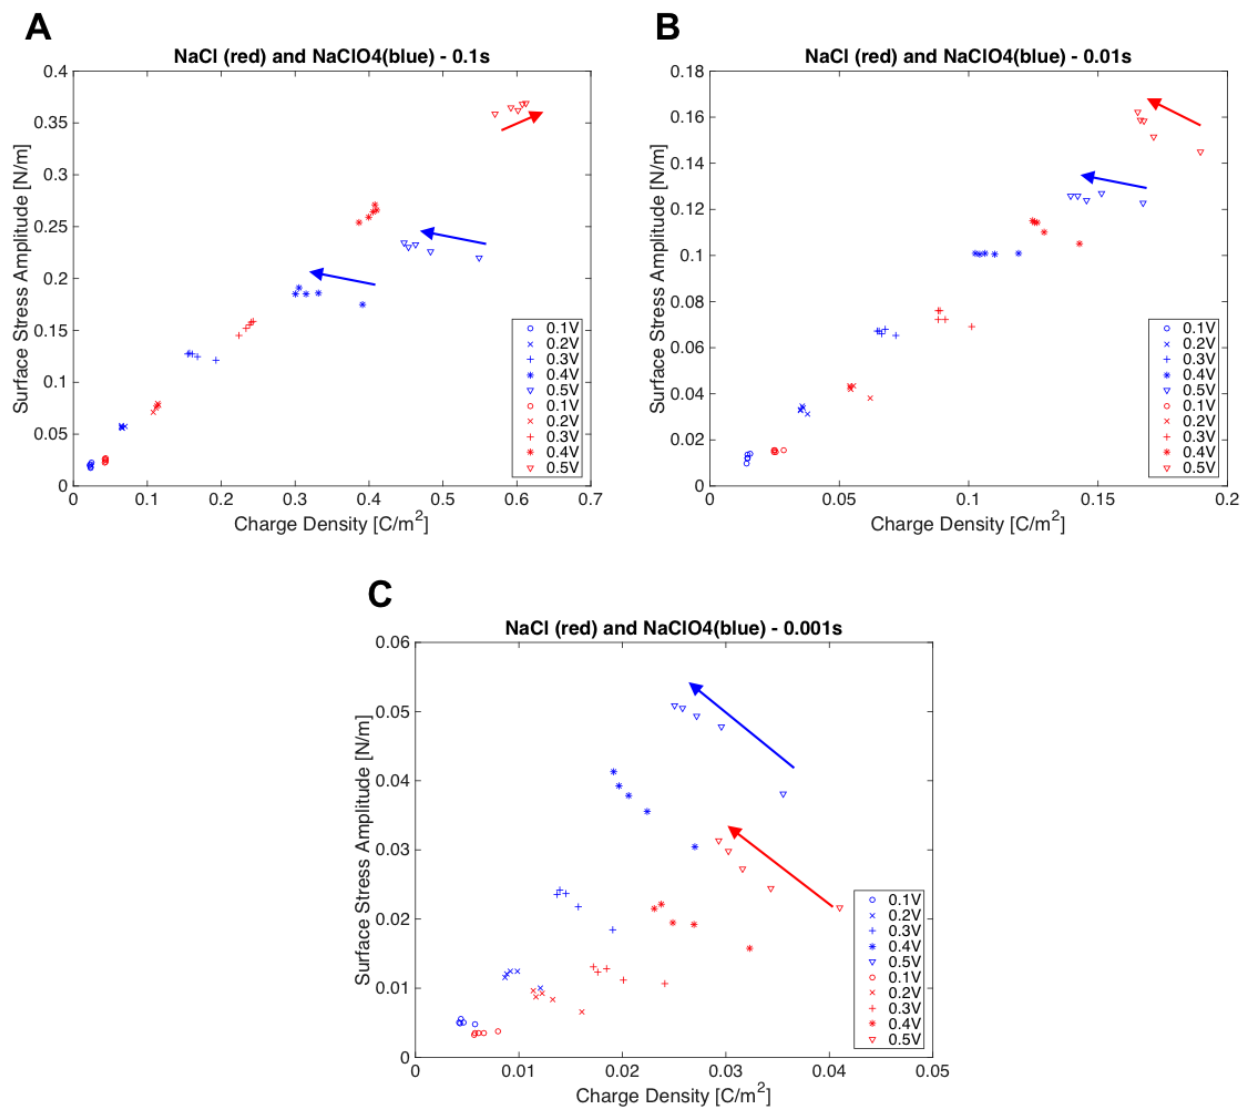 A
NaCl (red) and NaClO4(blue) - 0.1s
Surface Stress Amplitude [N/m]
0.4
0.35
0.3
0.25
0.2
0.15
0.1
0.05
0
0 0.1 0.2 0.3 0.4 0.5 0.6 0.7
Charge Density [C/m²]
0.1V
0.2V
0.3V
0.4V
0.5V
0.1V
0.2V
0.3V
0.4V
0.5V
B
NaCl (red) and NaClO4(blue) - 0.01s
Surface Stress Amplitude [N/m]
0.18
0.16
0.14
0.12
0.1
0.08
0.06
0.04
0.02
0
0 0.05 0.1 0.15 0.2
Charge Density [C/m²]
0.1V
0.2V
0.3V
0.4V
0.5V
0.1V
0.2V
0.3V
0.4V
0.5V
C
NaCl (red) and NaClO4(blue) - 0.001s
Surface Stress Amplitude [N/m]
0.06
0.05
0.04
0.03
0.02
0.01
0
0 0.01 0.02 0.03 0.04 0.05
Charge Density [C/m²]
0.1V
0.2V
0.3V
0.4V
0.5V
0.1V
0.2V
0.3V
0.4V
0.5V